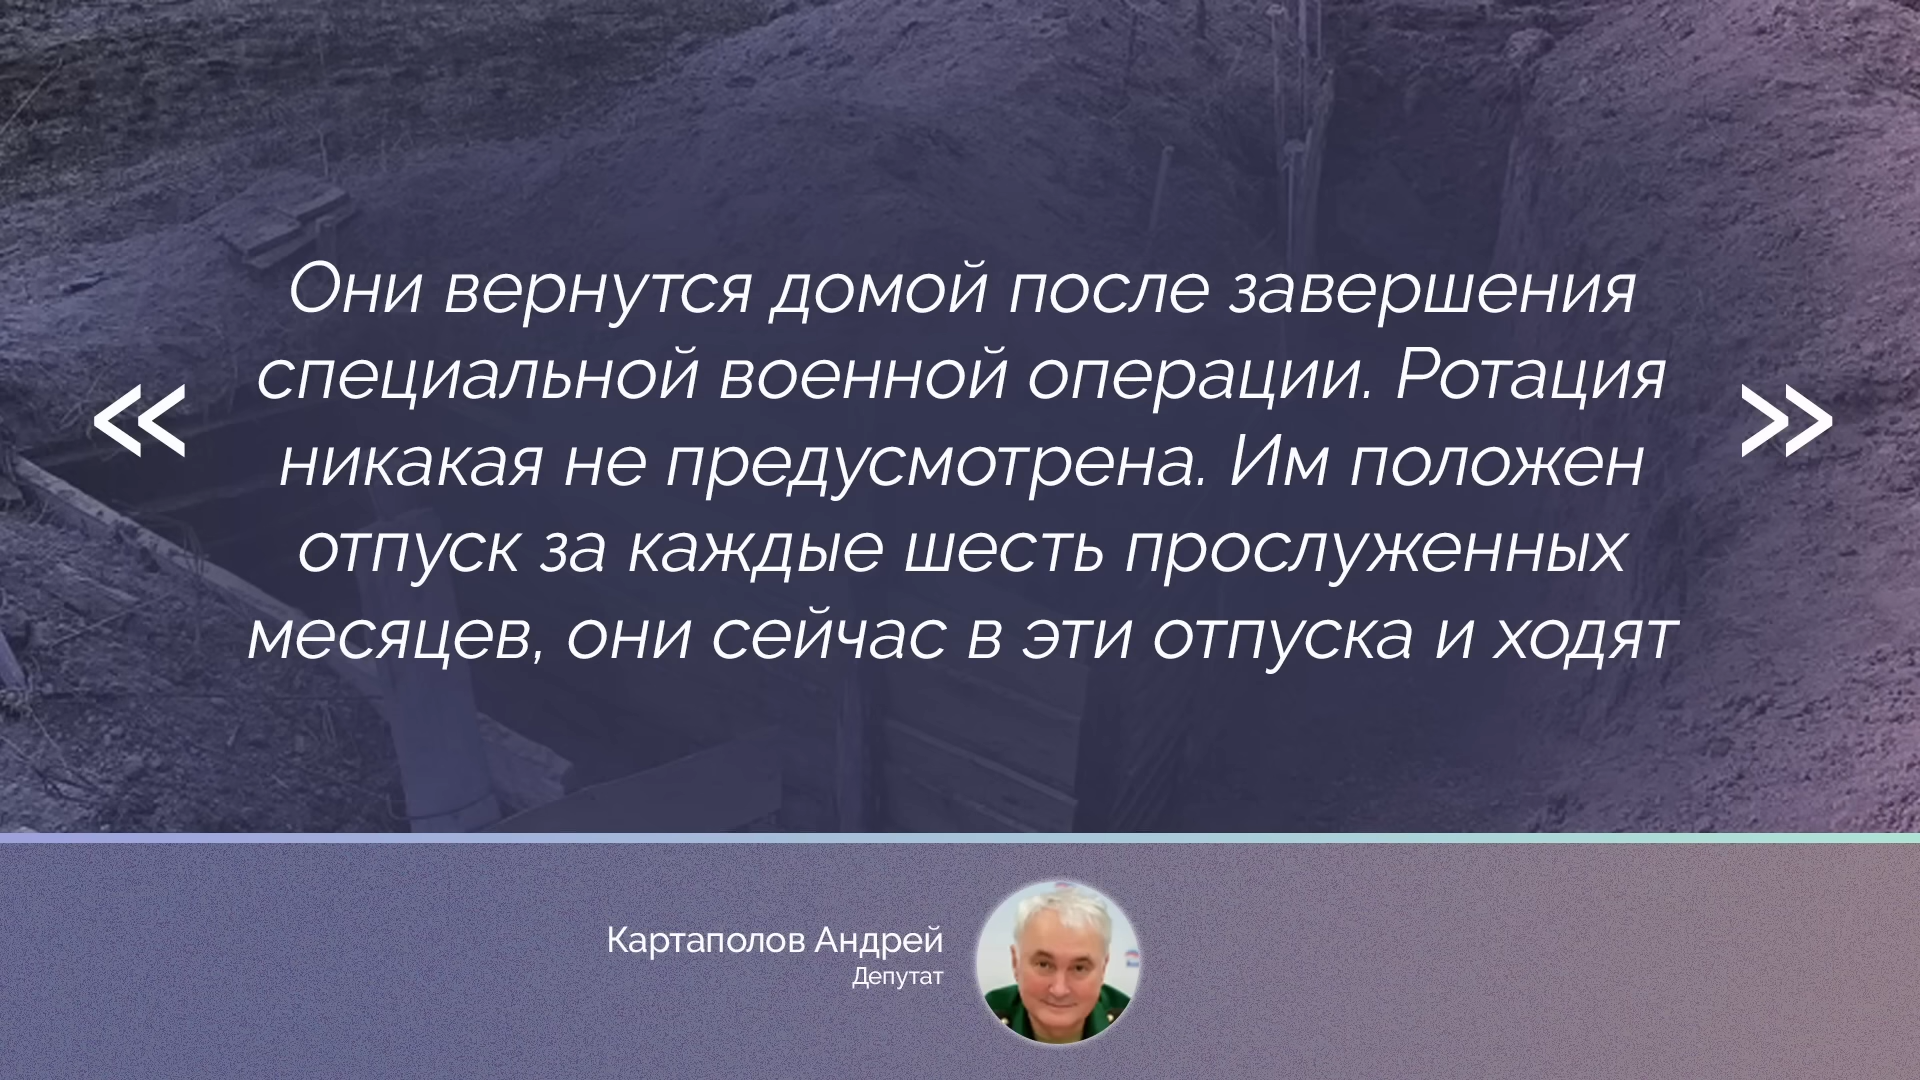 Они вернутся домой после завершения
специальной военной операции. Ротация
« никакая не предусмотрена. Им положен »
отпуск за каждые шесть прослуженных
месяцев, они сейчас в эти отпуска и ходят
Картаполов Андрей
Депутат